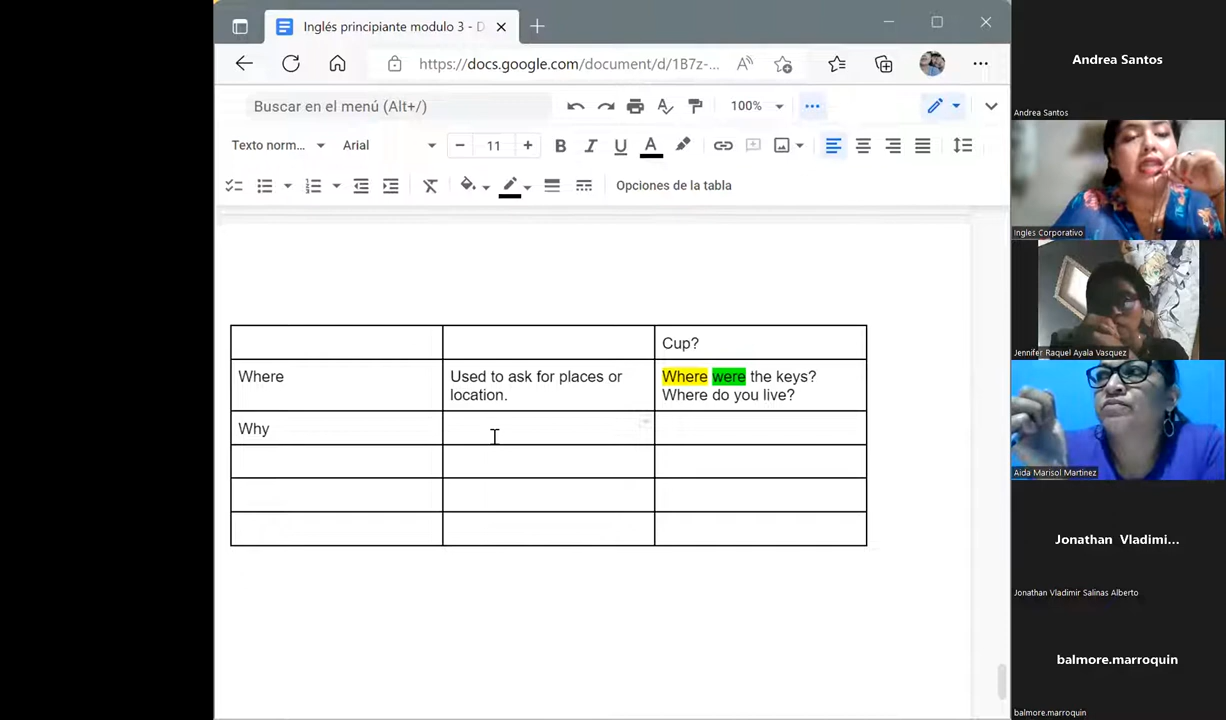 Inglés principiante modulo 3 - D
https://docs.google.com/document/d/1B7z-...
Buscar en el menú (Alt+/)
100%
Texto norm...
Arial
11
Opciones de la tabla
Cup?
Where
Used to ask for places or
location.
Where were the keys?
Where do you live?
Why
Andrea Santos
Andrea Santos
Ingles Corporativo
Jennifer Raquel Ayala Vasquez
Aida Marisol Martinez
Jonathan Vladimi...
Jonathan Vladimir Salinas Alberto
balmore.marroquin
balmore.marroquin